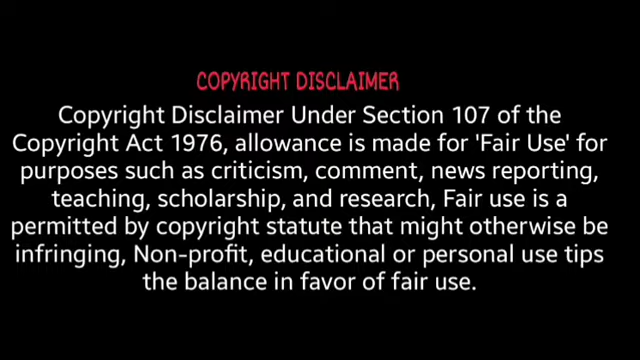 COPYRIGHT DISCLAIMER
Copyright Disclaimer Under Section 107 of the
Copyright Act 1976, allowance is made for 'Fair Use' for
purposes such as criticism, comment, news reporting,
teaching, scholarship, and research, Fair use is a
permitted by copyright statute that might otherwise be
infringing, Non-profit, educational or personal use tips
the balance in favor of fair use.